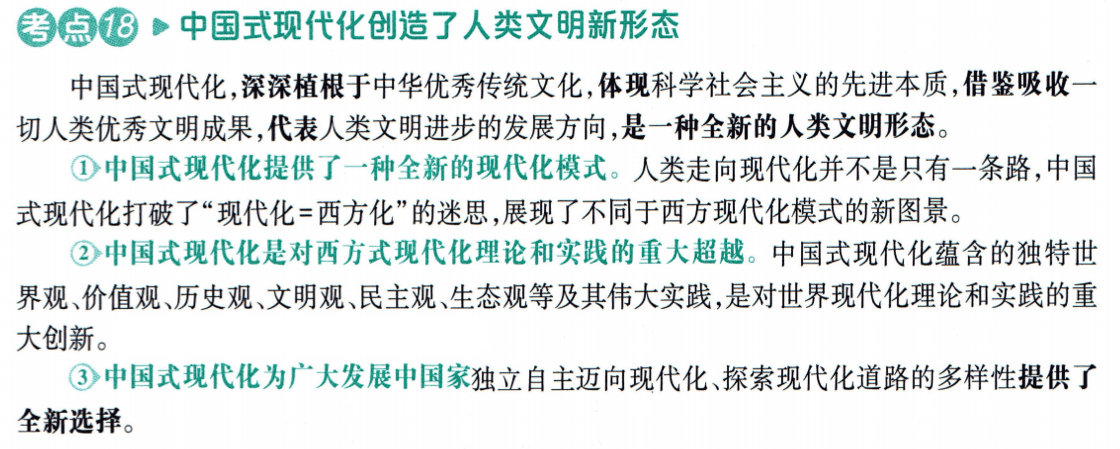 考点18 ▶ 中国式现代化创造了人类文明新形态
中国式现代化，深深植根于中华优秀传统文化，体现科学社会主义的先进本质，借鉴吸收一
切人类优秀文明成果，代表人类文明进步的发展方向，是一种全新的人类文明形态。
①中国式现代化提供了一种全新的现代化模式。人类走向现代化并不是只有一条路，中国
式现代化打破了“现代化=西方化”的迷思，展现了不同于西方现代化模式的新图景。
②中国式现代化是对西方式现代化理论和实践的重大超越。中国式现代化蕴含的独特世
界观、价值观、历史观、文明观、民主观、生态观等及其伟大实践，是对世界现代化理论和实践的重
大创新。
③中国式现代化为广大发展中国家独立自主迈向现代化、探索现代化道路的多样性提供了
全新选择。